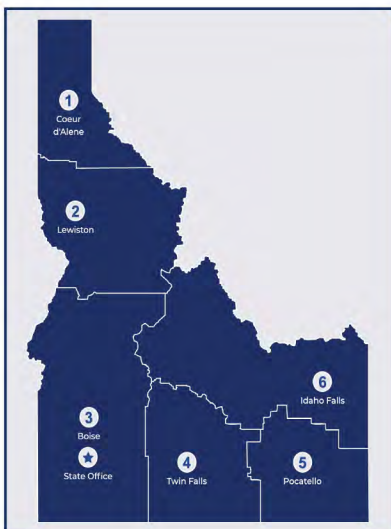 1
Coeur
d'Alene
2
Lewiston
6
Idaho Falls
3
Boise
State Office
4
Twin Falls
5
Pocatello